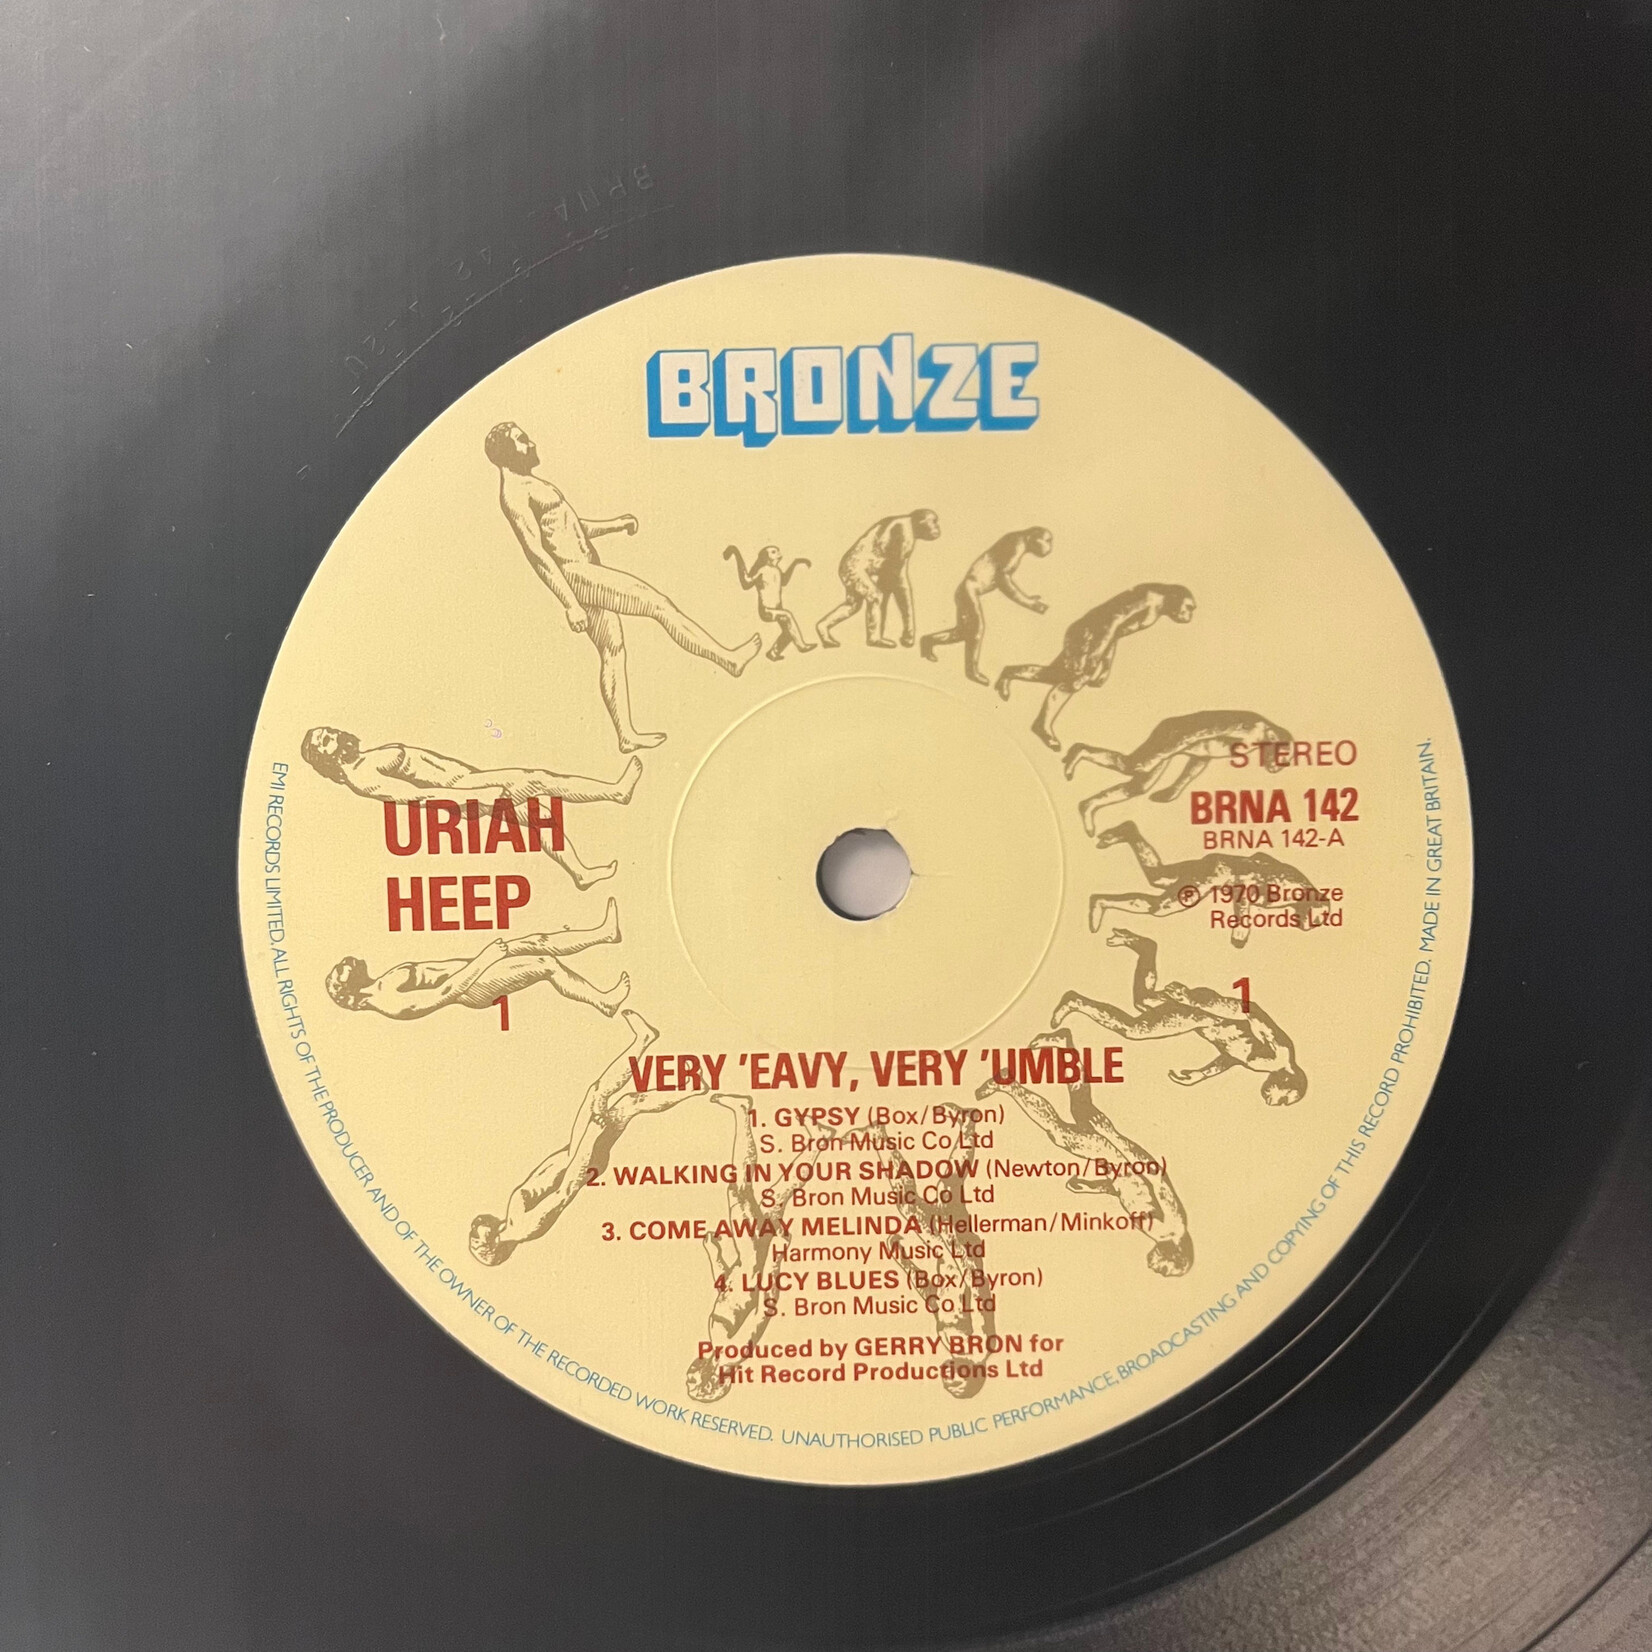 BRNA 142 A-2U
BRONZE
STEREO
BRNA 142
BRNA 142-A
URIAH
HEEP
℗ 1970 Bronze
Records Ltd
1
1
VERY 'EAVY, VERY 'UMBLE
1. GYPSY (Box/Byron)
S. Bron Music Co Ltd
2. WALKING IN YOUR SHADOW (Newton/Byron)
S. Bron Music Co Ltd
3. COME AWAY MELINDA (Hellerman/Minkoff)
Harmony Music Ltd
4. LUCY BLUES (Box/Byron)
S. Bron Music Co Ltd
Produced by GERRY BRON for
Hit Record Productions Ltd
EMI RECORDS LIMITED. ALL RIGHTS OF THE PRODUCER AND OF THE OWNER OF THE RECORDED WORK RESERVED. UNAUTHORISED PUBLIC PERFORMANCE, BROADCASTING AND COPYING OF THIS RECORD PROHIBITED. MADE IN GREAT BRITAIN.